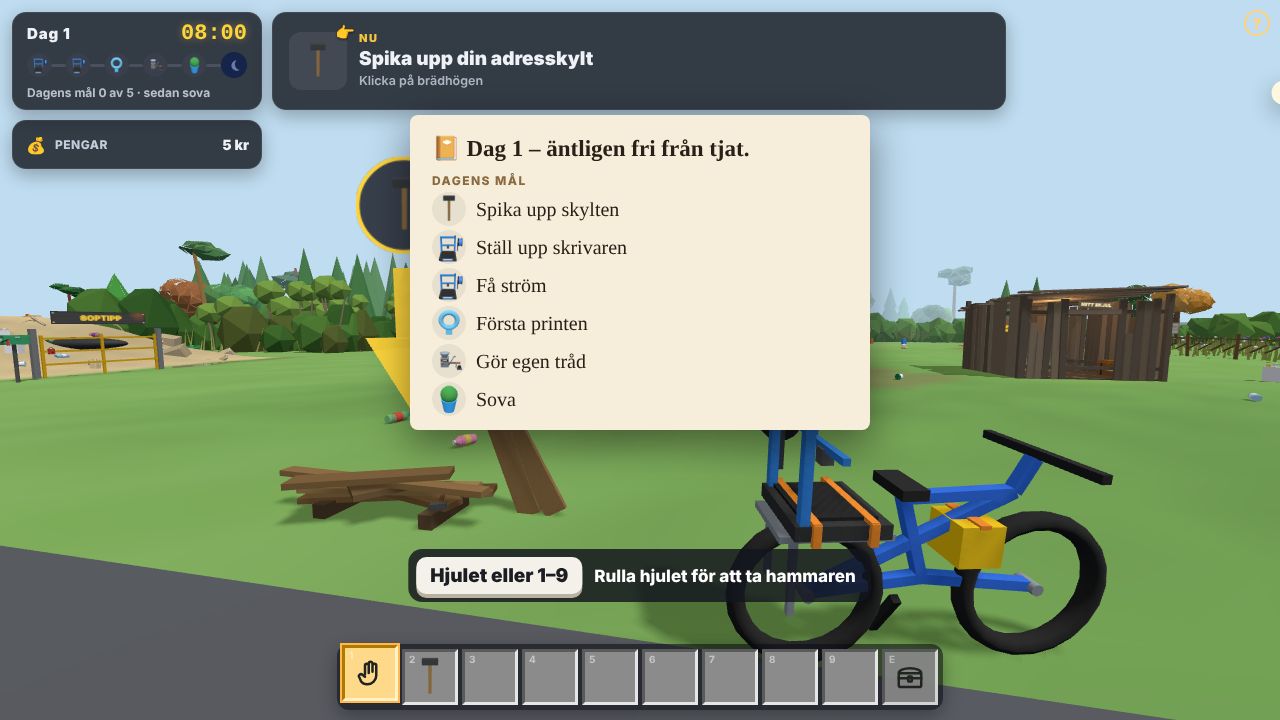 Dag 1
08:00
Dagens mål 0 av 5 · sedan sova
PENGAR
5 kr
NU
Spika upp din adresskylt
Klicka på brädhögen
?
Dag 1 – äntligen fri från tjat.
DAGENS MÅL
Spika upp skylten
Ställ upp skrivaren
Få ström
Första printen
Gör egen tråd
Sova
SOPTIPP
MITT SKJUL
Hjulet eller 1–9
Rulla hjulet för att ta hammaren
1
2
3
4
5
6
7
8
9
E